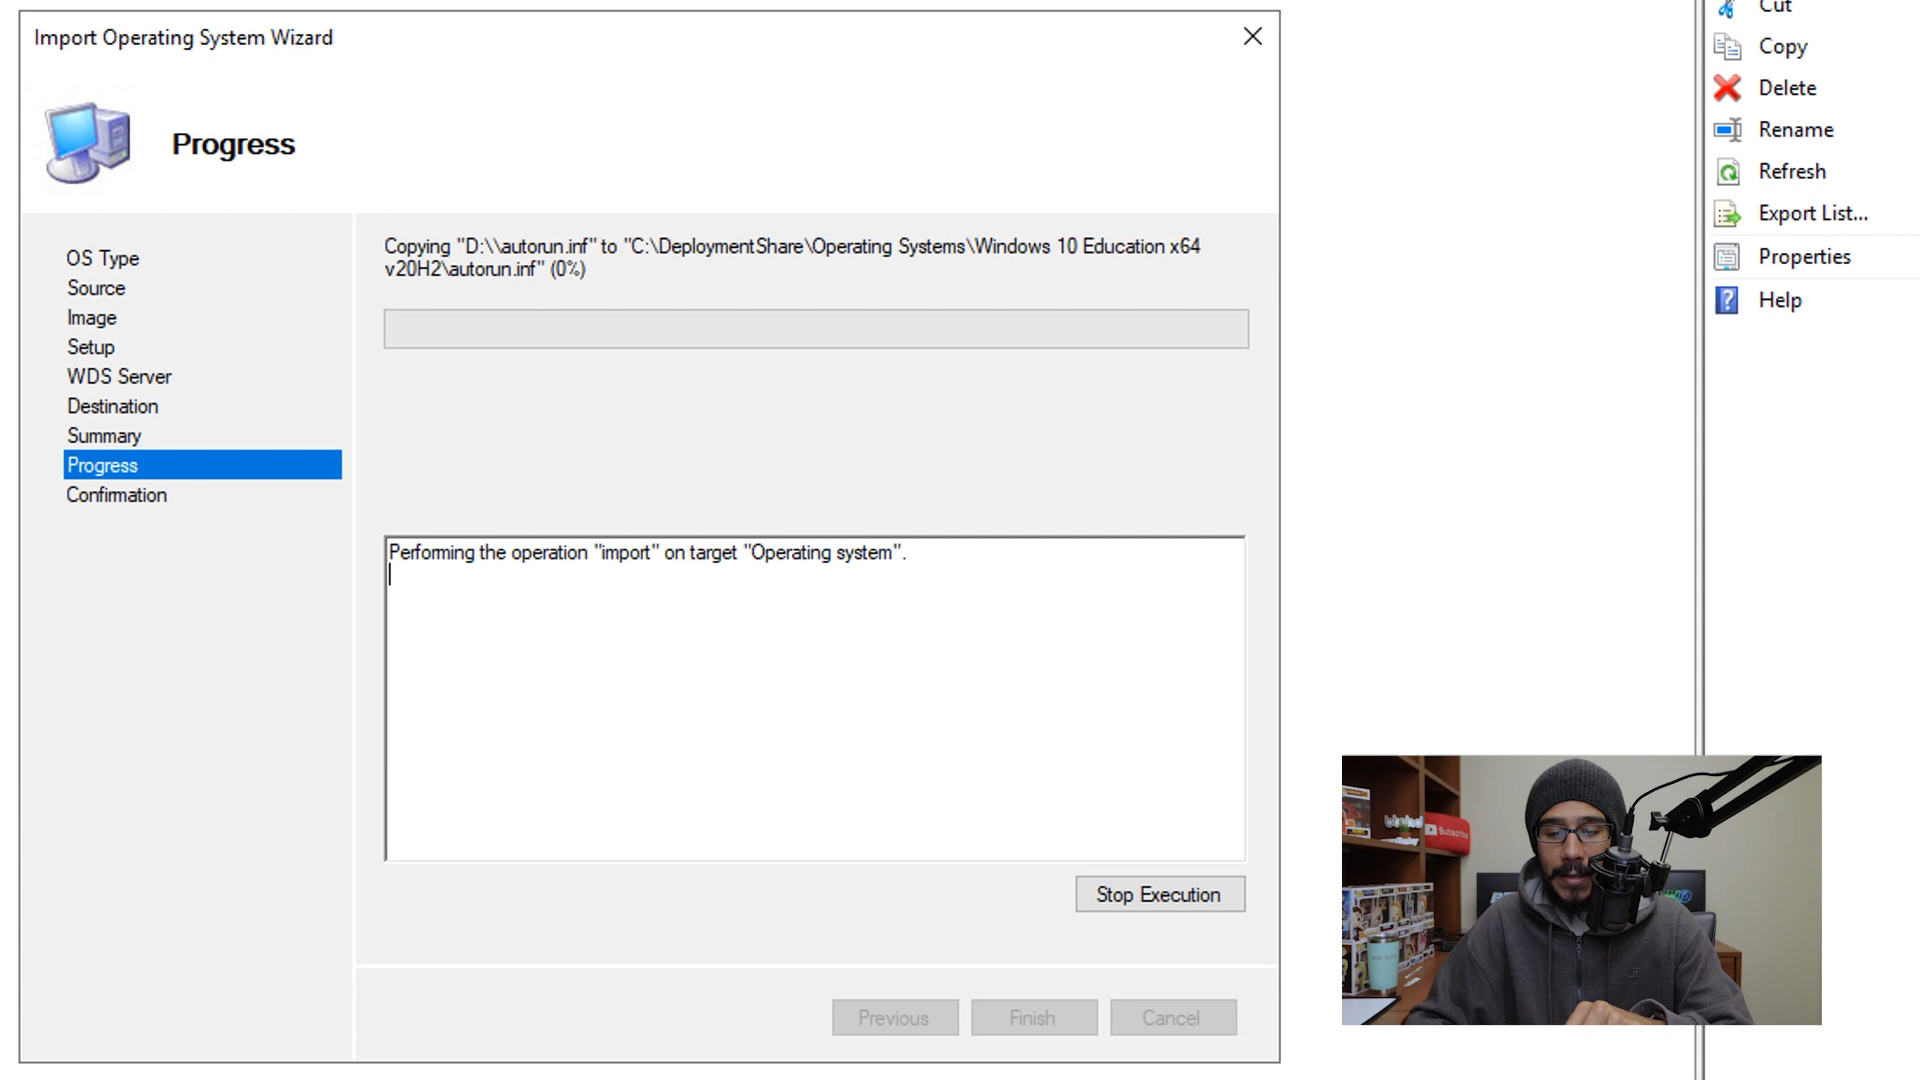 Import Operating System Wizard
Progress
OS Type
Source
Image
Setup
WDS Server
Destination
Summary
Progress
Confirmation
Copying "D:\\autorun.inf" to "C:\DeploymentShare\Operating Systems\Windows 10 Education x64
v20H2\autorun.inf" (0%)
Performing the operation "import" on target "Operating system".
Stop Execution
Previous
Finish
Cancel
Cut
Copy
Delete
Rename
Refresh
Export List...
Properties
Help
Subscribe